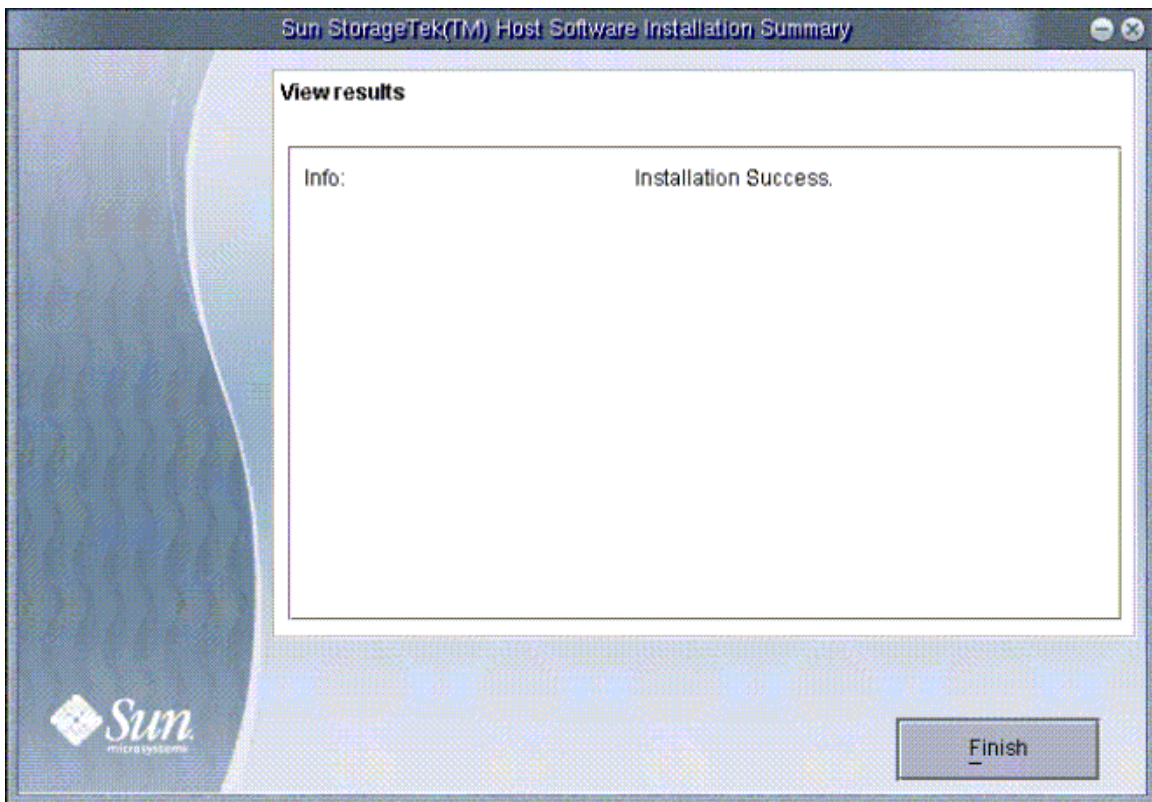 Sun StorageTek(TM) Host Software Installation Summary
View results
Info: Installation Success.
Sun
microsystems
Finish